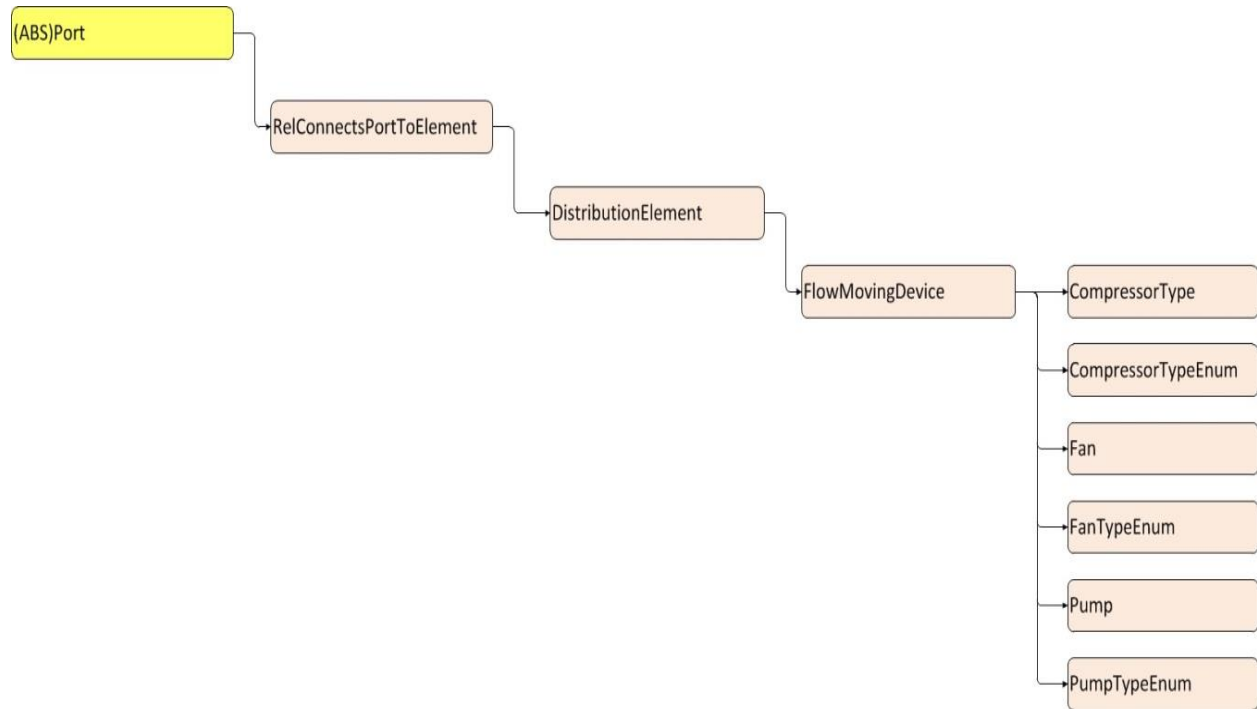 (ABS)Port
RelConnectsPortToElement
DistributionElement
FlowMovingDevice
CompressorType
CompressorTypeEnum
Fan
FanTypeEnum
Pump
PumpTypeEnum